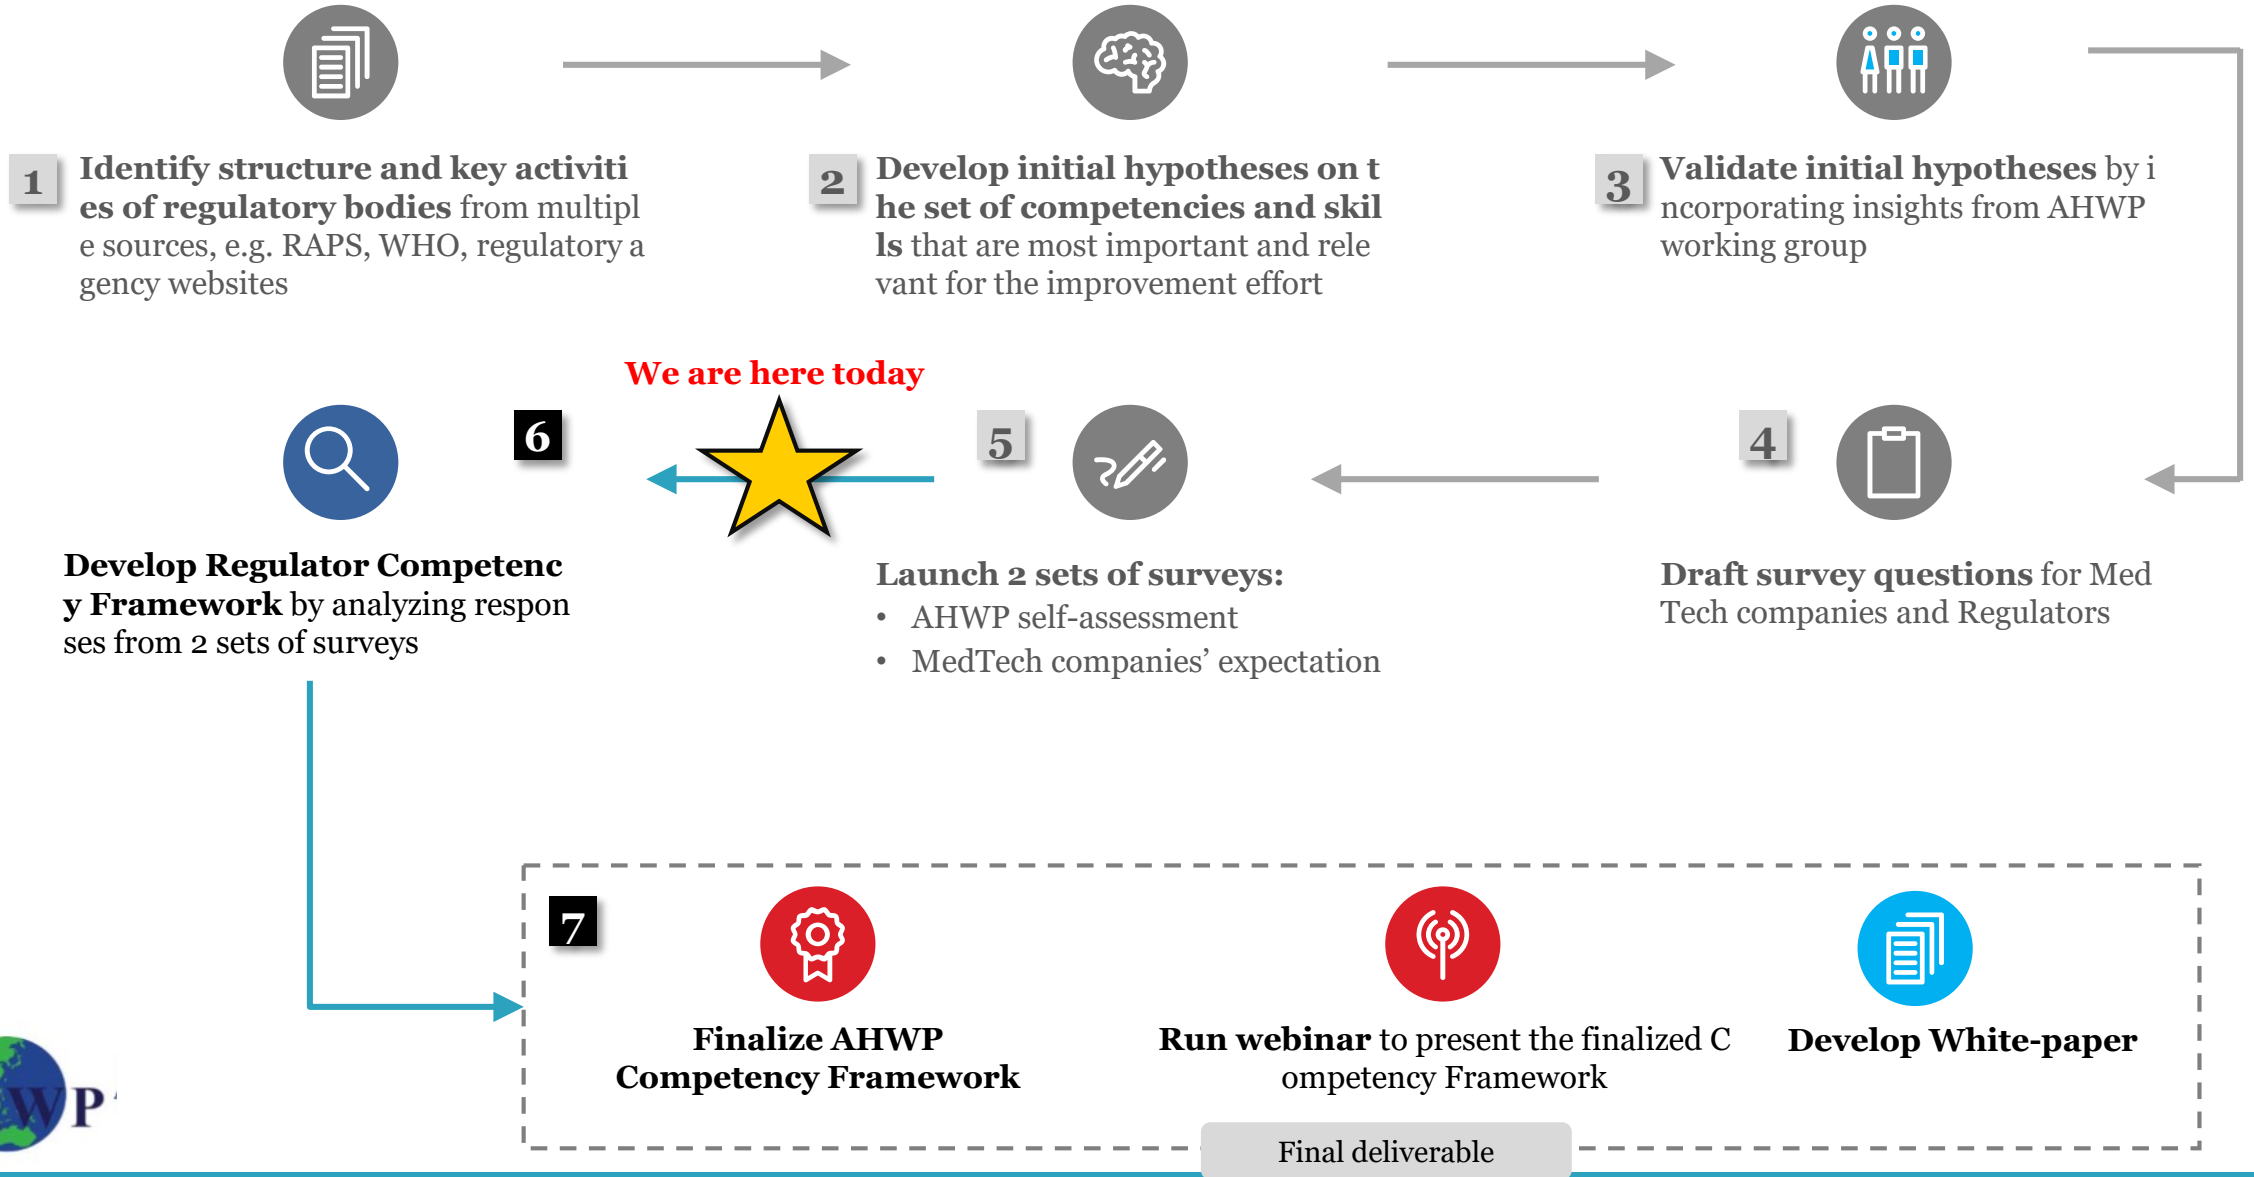 1
Identify structure and key activiti
es of regulatory bodies from multipl
e sources, e.g. RAPS, WHO, regulatory a
gency websites
2
Develop initial hypotheses on t
he set of competencies and skil
ls that are most important and rele
vant for the improvement effort
3
Validate initial hypotheses by i
ncorporating insights from AHWP
working group
We are here today
6
Develop Regulator Competenc
y Framework by analyzing respon
ses from 2 sets of surveys
5
Launch 2 sets of surveys:
• AHWP self-assessment
• MedTech companies’ expectation
4
Draft survey questions for Med
Tech companies and Regulators
7
Finalize AHWP
Competency Framework
Run webinar to present the finalized C
ompetency Framework
Develop White-paper
Final deliverable
WP